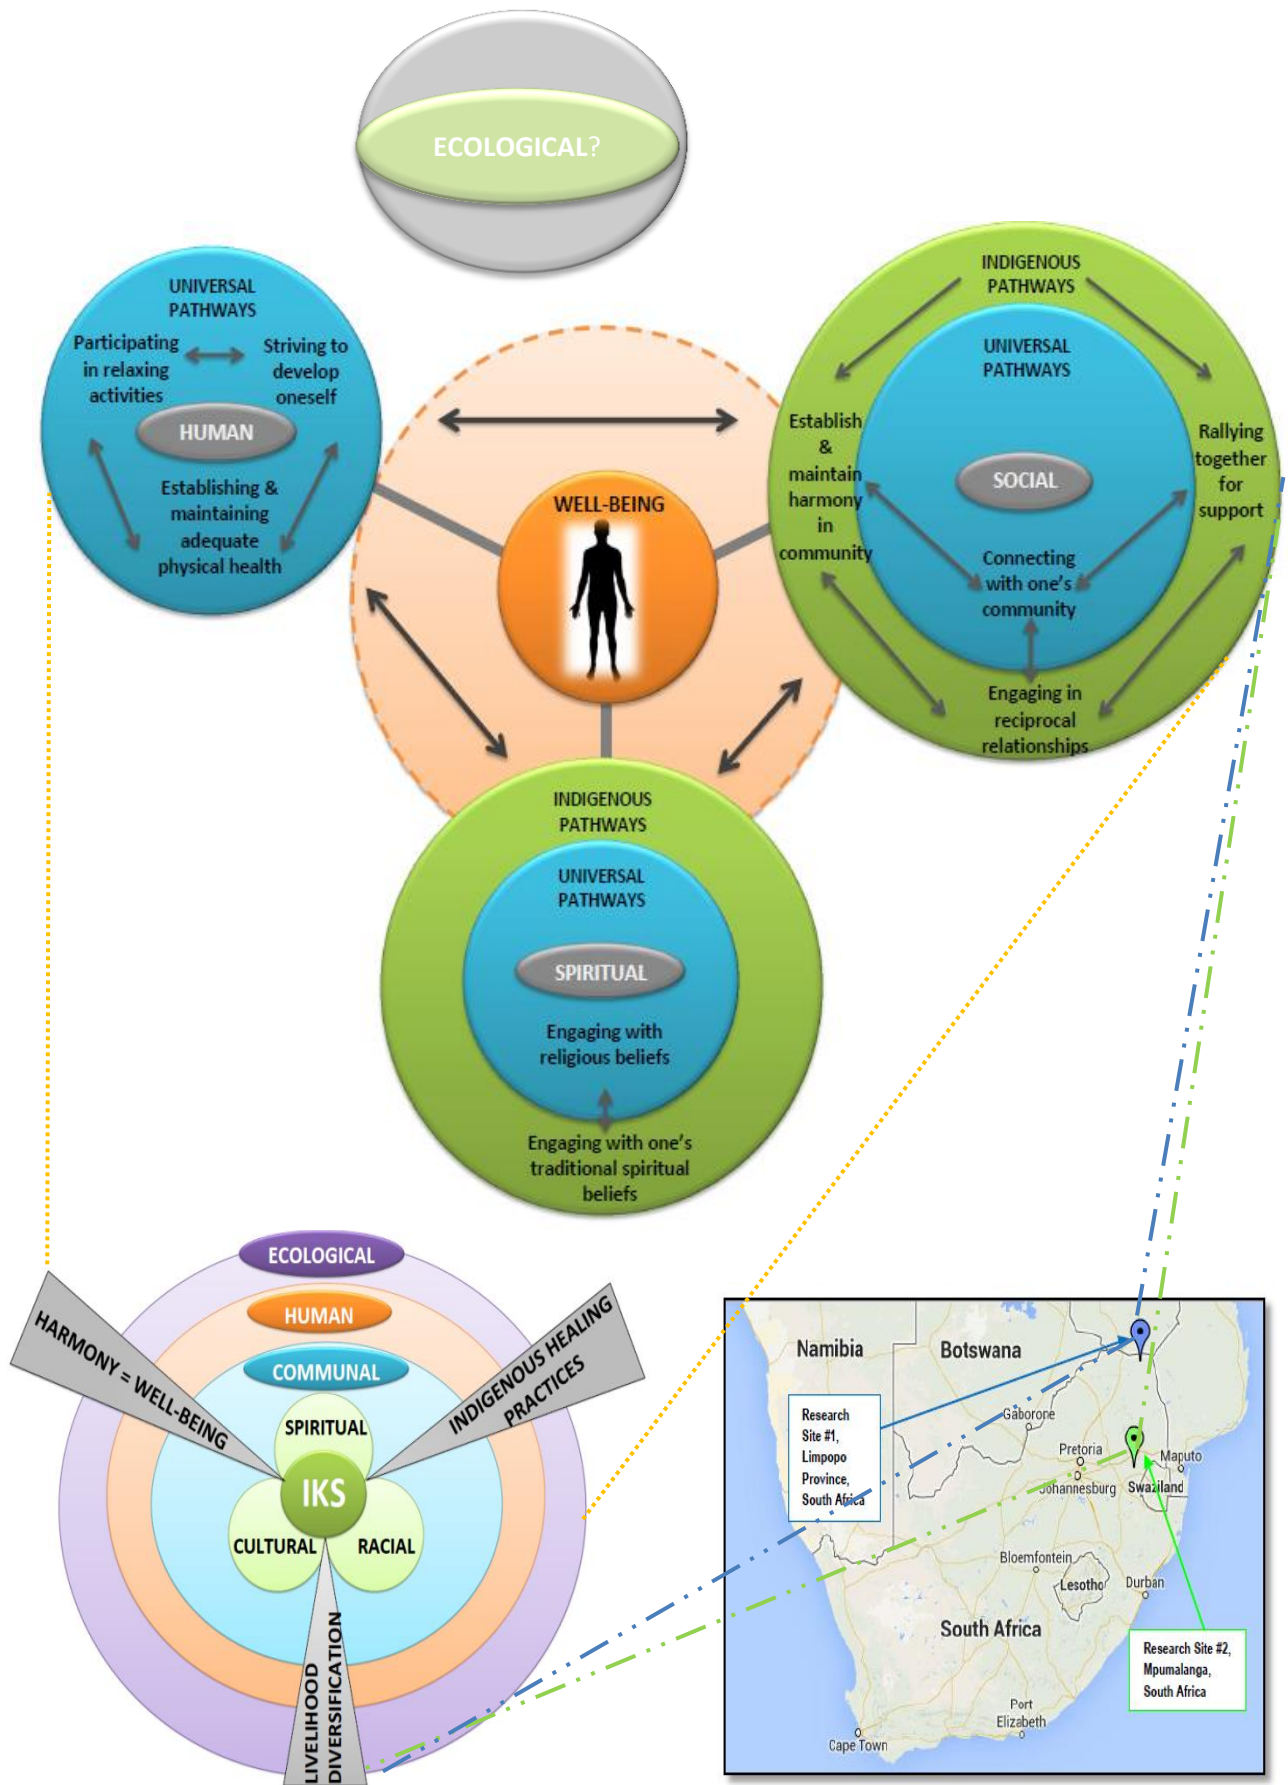 ECOLOGICAL?
UNIVERSAL
PATHWAYS
Participating
in relaxing
activities
Striving to
develop
oneself
HUMAN
Establishing &
maintaining
adequate
physical health
WELL-BEING
INDIGENOUS
PATHWAYS
UNIVERSAL
PATHWAYS
Establish
&
maintain
harmony
in
community
SOCIAL
Rallying
together
for
support
Connecting
with one's
community
Engaging in
reciprocal
relationships
INDIGENOUS
PATHWAYS
UNIVERSAL
PATHWAYS
SPIRITUAL
Engaging with
religious beliefs
Engaging with one's
traditional spiritual
beliefs
ECOLOGICAL
HUMAN
COMMUNAL
HARMONY = WELL-BEING
INDIGENOUS HEALING
PRACTICES
SPIRITUAL
IKS
CULTURAL
RACIAL
LIVELIHOOD
DIVERSIFICATION
Namibia
Botswana
Research
Site #1,
Limpopo
Province,
South Africa
Gaborone
Pretoria
Johannesburg
Maputo
Swaziland
Bloemfontein
Lesotho
Durban
South Africa
Research Site #2,
Mpumalanga,
South Africa
Port
Elizabeth
Cape Town